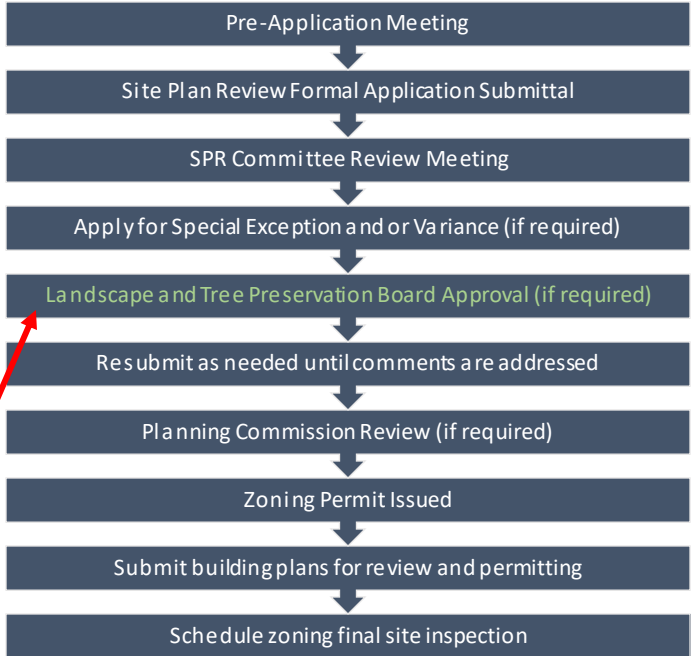 Pre-Application Meeting
Site Plan Review Formal Application Submittal
SPR Committee Review Meeting
Apply for Special Exception and or Variance (if required)
Landscape and Tree Preservation Board Approval (if required)
Resubmit as needed until comments are addressed
Planning Commission Review (if required)
Zoning Permit Issued
Submit building plans for review and permitting
Schedule zoning final site inspection